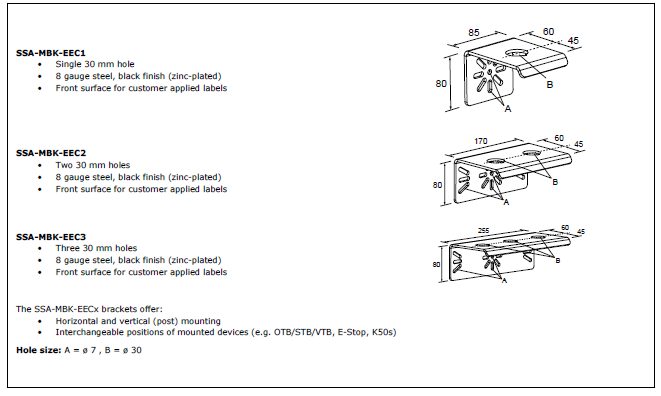 SSA-MBK-EEC1
• Single 30 mm hole
• 8 gauge steel, black finish (zinc-plated)
• Front surface for customer applied labels
85
60
45
80
A
B
SSA-MBK-EEC2
• Two 30 mm holes
• 8 gauge steel, black finish (zinc-plated)
• Front surface for customer applied labels
170
60
45
80
A
B
SSA-MBK-EEC3
• Three 30 mm holes
• 8 gauge steel, black finish (zinc-plated)
• Front surface for customer applied labels
255
60
45
80
A
B
The SSA-MBK-EECx brackets offer:
• Horizontal and vertical (post) mounting
• Interchangeable positions of mounted devices (e.g. OTB/STB/VTB, E-Stop, K50s)
Hole size: A = ø 7 , B = ø 30